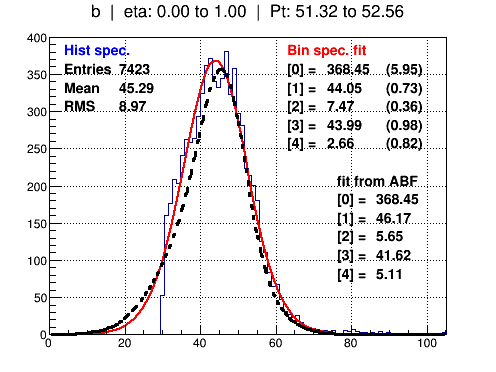 b | eta: 0.00 to 1.00 | Pt: 51.32 to 52.56
Hist spec.
Entries 7423
Mean 45.29
RMS 8.97
Bin spec. fit
[0] = 368.45 (5.95)
[1] = 44.05 (0.73)
[2] = 7.47 (0.36)
[3] = 43.99 (0.98)
[4] = 2.66 (0.82)
fit from ABF
[0] = 368.45
[1] = 46.17
[2] = 5.65
[3] = 41.62
[4] = 5.11
400
350
300
250
200
150
100
50
0
0 20 40 60 80 100